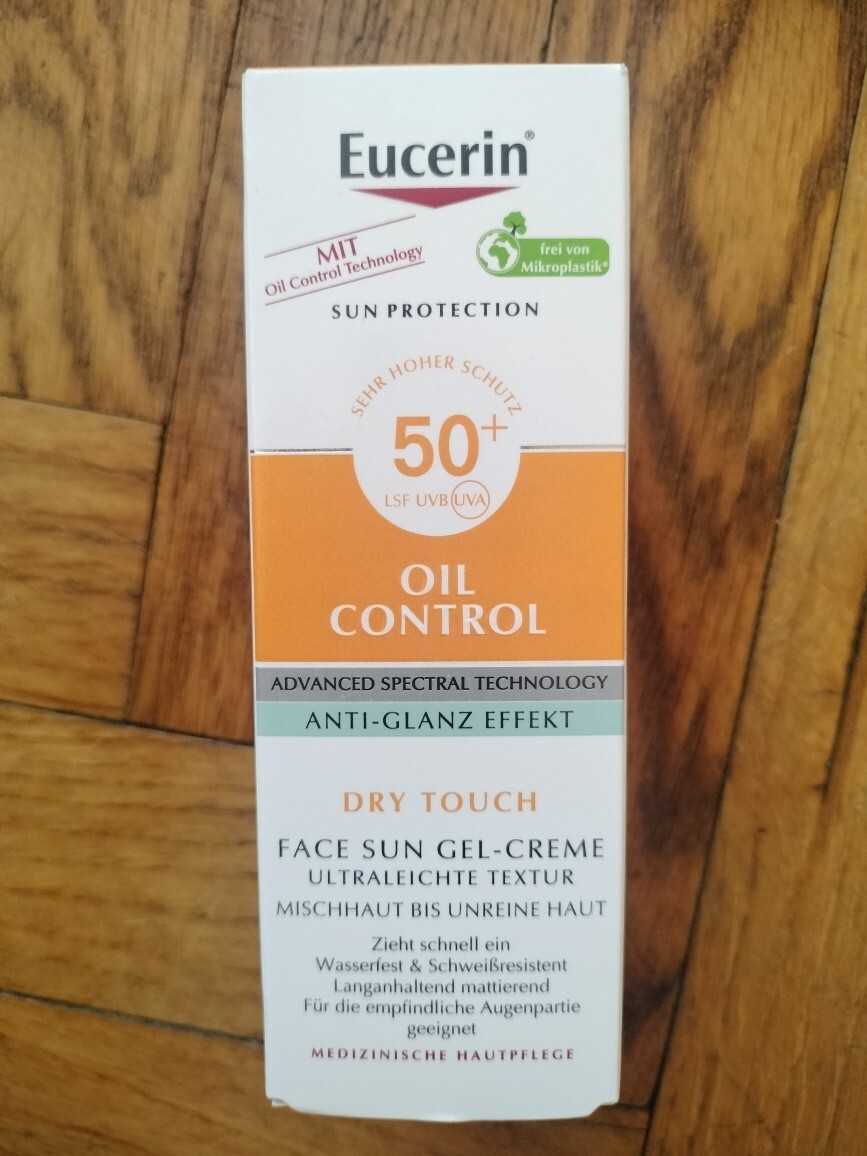 Eucerin®
MIT
Oil Control Technology
frei von
Mikroplastik*
SUN PROTECTION
SEHR HOHER SCHUTZ
50+
LSF UVB UVA
OIL
CONTROL
ADVANCED SPECTRAL TECHNOLOGY
ANTI-GLANZ EFFEKT
DRY TOUCH
FACE SUN GEL-CREME
ULTRALEICHTE TEXTUR
MISCHHAUT BIS UNREINE HAUT
Zieht schnell ein
Wasserfest & Schweißresistent
Langanhaltend mattierend
Für die empfindliche Augenpartie
geeignet
MEDIZINISCHE HAUTPFLEGE